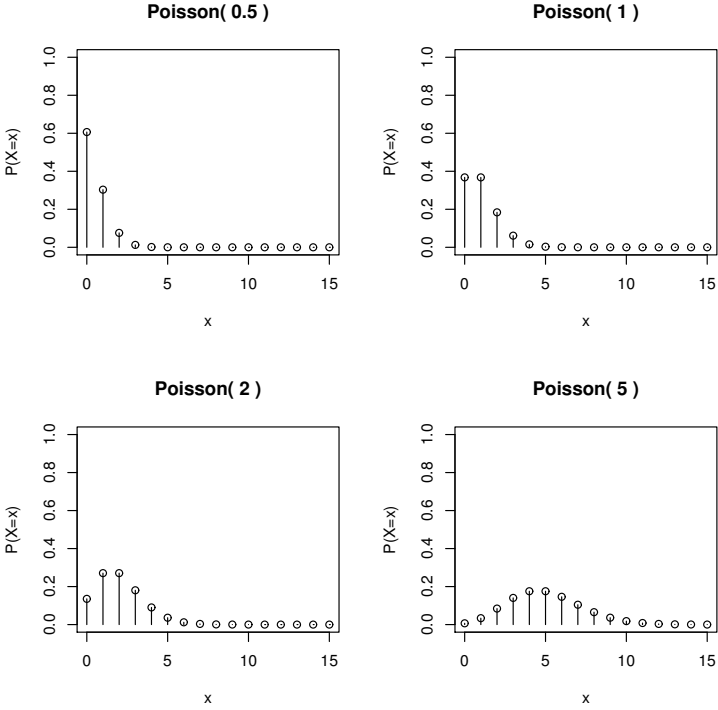 Poisson( 0.5 )
P(X=x)
0.0 0.2 0.4 0.6 0.8 1.0
0 5 10 15
x
Poisson( 1 )
P(X=x)
0.0 0.2 0.4 0.6 0.8 1.0
0 5 10 15
x
Poisson( 2 )
P(X=x)
0.0 0.2 0.4 0.6 0.8 1.0
0 5 10 15
x
Poisson( 5 )
P(X=x)
0.0 0.2 0.4 0.6 0.8 1.0
0 5 10 15
x